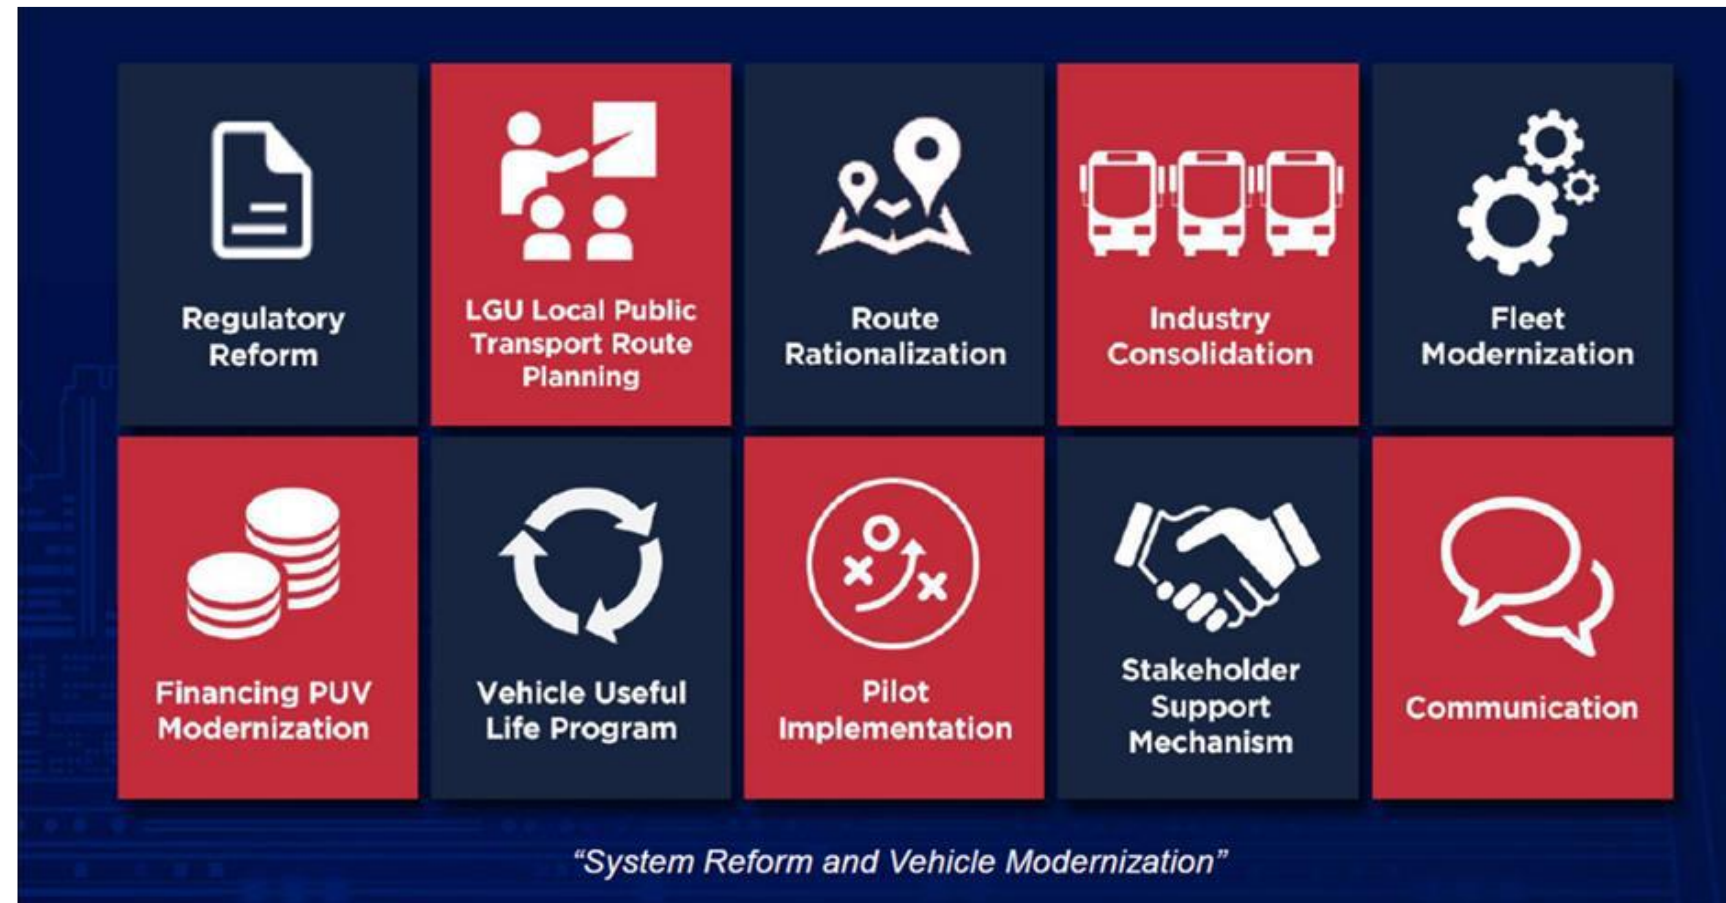 Regulatory
Reform
LGU Local Public
Transport Route
Planning
Route
Rationalization
Industry
Consolidation
Fleet
Modernization
Financing PUV
Modernization
Vehicle Useful
Life Program
Pilot
Implementation
Stakeholder
Support
Mechanism
Communication
“System Reform and Vehicle Modernization”